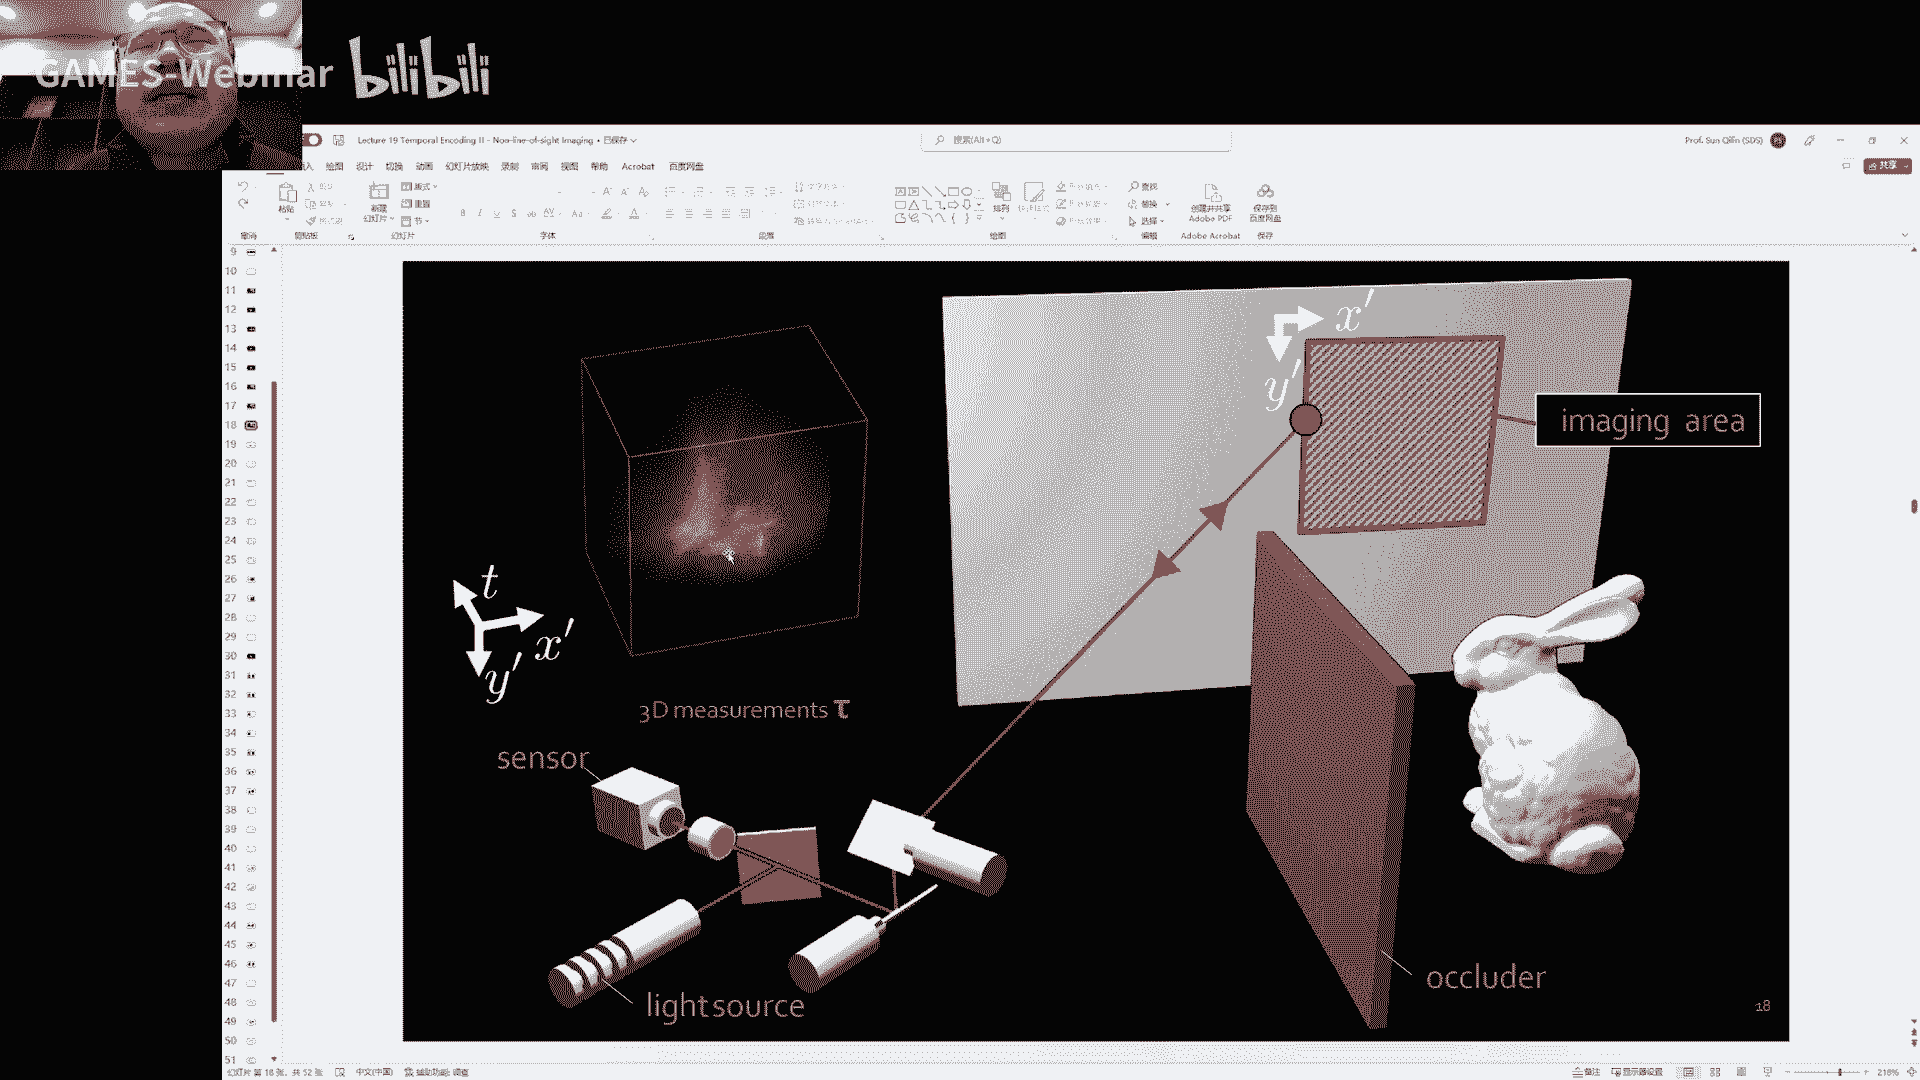 GAMES-Webinar bilibili
Lecture 19 Temporal Encoding II - Non-line-of-sight Imaging • 已保存
搜索(Alt+Q)
Prof. Sun Qilin (SDS)
绘图 设计 切换 动画 幻灯片放映 录制 审阅 视图 帮助 Acrobat 百度网盘
共享
粘贴
新建
幻灯片
版式
重置
节
排列
查找
替换
选择
创建并共享
Adobe PDF
保存到
百度网盘
撤消 剪贴板 幻灯片 字体 段落 绘图 编辑 Adobe Acrobat 保存
9
10
11
12
13
14
15
16
17
18
19
20
21
22
23
24
25
26
27
28
29
30
31
32
33
34
35
36
37
38
39
40
41
42
43
44
45
46
47
48
49
50
51
x′
y′
imaging area
t
x′
y′
3D measurements τ
sensor
light source
occluder
18
幻灯片 第 18 张, 共 52 张 中文(中国) 辅助功能: 调查
备注 显示器设置 218%